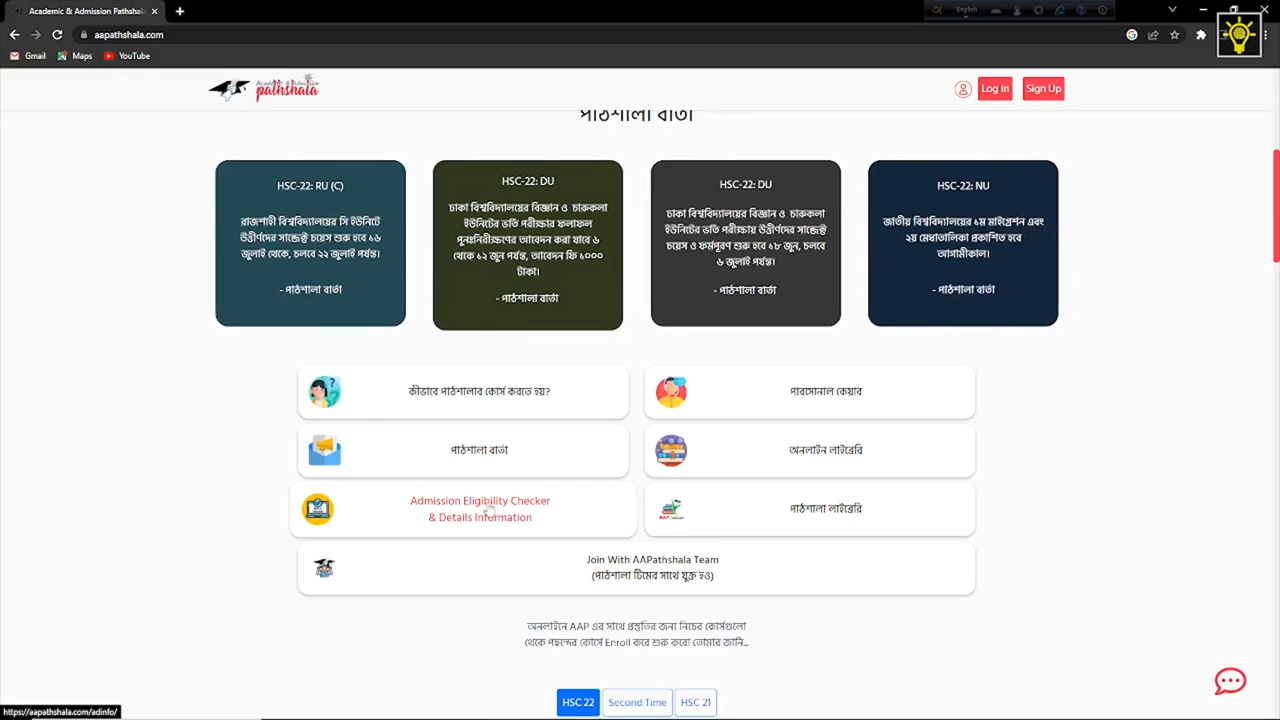 Academic & Admission Pathshal
English
aapathshala.com
Gmail
Maps
YouTube
Academic & Admission
pathshala
Log In
Sign Up
পাঠশালা বার্তা
HSC-22: RU (C)
রাজশাহী বিশ্ববিদ্যালয়ের সি ইউনিটে
উত্তীর্ণদের সাব্জেক্ট চয়েস শুরু হবে ১৬
জুলাই থেকে, চলবে ২২ জুলাই পর্যন্ত।
- পাঠশালা বার্তা
HSC-22: DU
ঢাকা বিশ্ববিদ্যালয়ের বিজ্ঞান ও চারুকলা
ইউনিটের ভর্তি পরীক্ষার ফলাফল
পুনঃনিরীক্ষণের আবেদন করা যাবে ৬
থেকে ১২ জুন পর্যন্ত, আবেদন ফি ১০০০
টাকা।
- পাঠশালা বার্তা
HSC-22: DU
ঢাকা বিশ্ববিদ্যালয়ের বিজ্ঞান ও চারুকলা
ইউনিটের ভর্তি পরীক্ষায় উত্তীর্ণদের সাব্জেক্ট
চয়েস ও ফর্মপূরণ শুরু হবে ১৮ জুন, চলবে
৬ জুলাই পর্যন্ত।
- পাঠশালা বার্তা
HSC-22: NU
জাতীয় বিশ্ববিদ্যালয়ের ১ম মাইগ্রেশন এবং
২য় মেধাতালিকা প্রকাশিত হবে
আগামীকাল।
- পাঠশালা বার্তা
কীভাবে পাঠশালার কোর্স করতে হয়?
পারসোনাল কেয়ার
পাঠশালা বার্তা
অনলাইন লাইব্রেরি
Admission Eligibility Checker
& Details Information
পাঠশালা লাইব্রেরি
Join With AAPathshala Team
(পাঠশালা টিমের সাথে যুক্ত হও)
অনলাইনে AAP এর সাথে প্রস্তুতির জন্য নিচের কোর্সগুলো
থেকে পছন্দের কোর্সে Enroll করে শুরু করো তোমার জার্নি...
HSC 22
Second Time
HSC 21
https://aapathshala.com/adinfo/